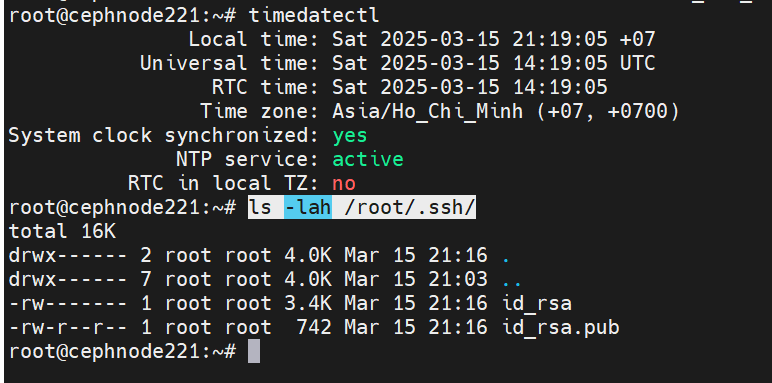 root@cephnode221:~# timedatectl
Local time: Sat 2025-03-15 21:19:05 +07
Universal time: Sat 2025-03-15 14:19:05 UTC
RTC time: Sat 2025-03-15 14:19:05
Time zone: Asia/Ho_Chi_Minh (+07, +0700)
System clock synchronized: yes
NTP service: active
RTC in local TZ: no
root@cephnode221:~# ls -lah /root/.ssh/
total 16K
drwx------ 2 root root 4.0K Mar 15 21:16 .
drwx------ 7 root root 4.0K Mar 15 21:03 ..
-rw------- 1 root root 3.4K Mar 15 21:16 id_rsa
-rw-r--r-- 1 root root  742 Mar 15 21:16 id_rsa.pub
root@cephnode221:~#